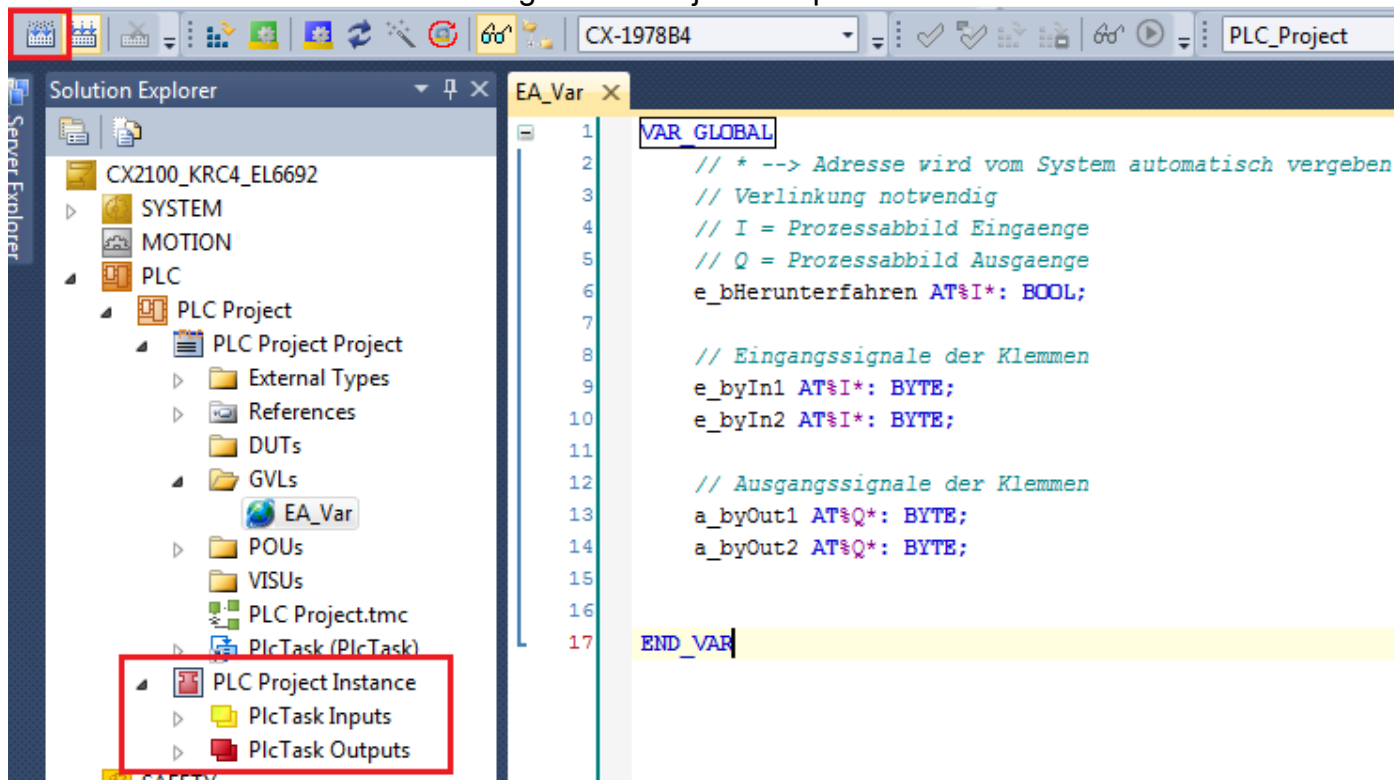 CX-1978B4
PLC_Project
Server Explorer
Solution Explorer
CX2100_KRC4_EL6692
SYSTEM
MOTION
PLC
PLC Project
PLC Project Project
External Types
References
DUTs
GVLs
EA_Var
POUs
VISUs
PLC Project.tmc
PlcTask (PlcTask)
PLC Project Instance
PlcTask Inputs
PlcTask Outputs
SAFETY
EA_Var
1 VAR_GLOBAL
2 // * --> Adresse wird vom System automatisch vergeben
3 // Verlinkung notwendig
4 // I = Prozessabbild Eingaenge
5 // Q = Prozessabbild Ausgaenge
6 e_bHerunterfahren AT%I*: BOOL;
7
8 // Eingangssignale der Klemmen
9 e_byIn1 AT%I*: BYTE;
10 e_byIn2 AT%I*: BYTE;
11
12 // Ausgangssignale der Klemmen
13 a_byOut1 AT%Q*: BYTE;
14 a_byOut2 AT%Q*: BYTE;
15
16
17 END_VAR